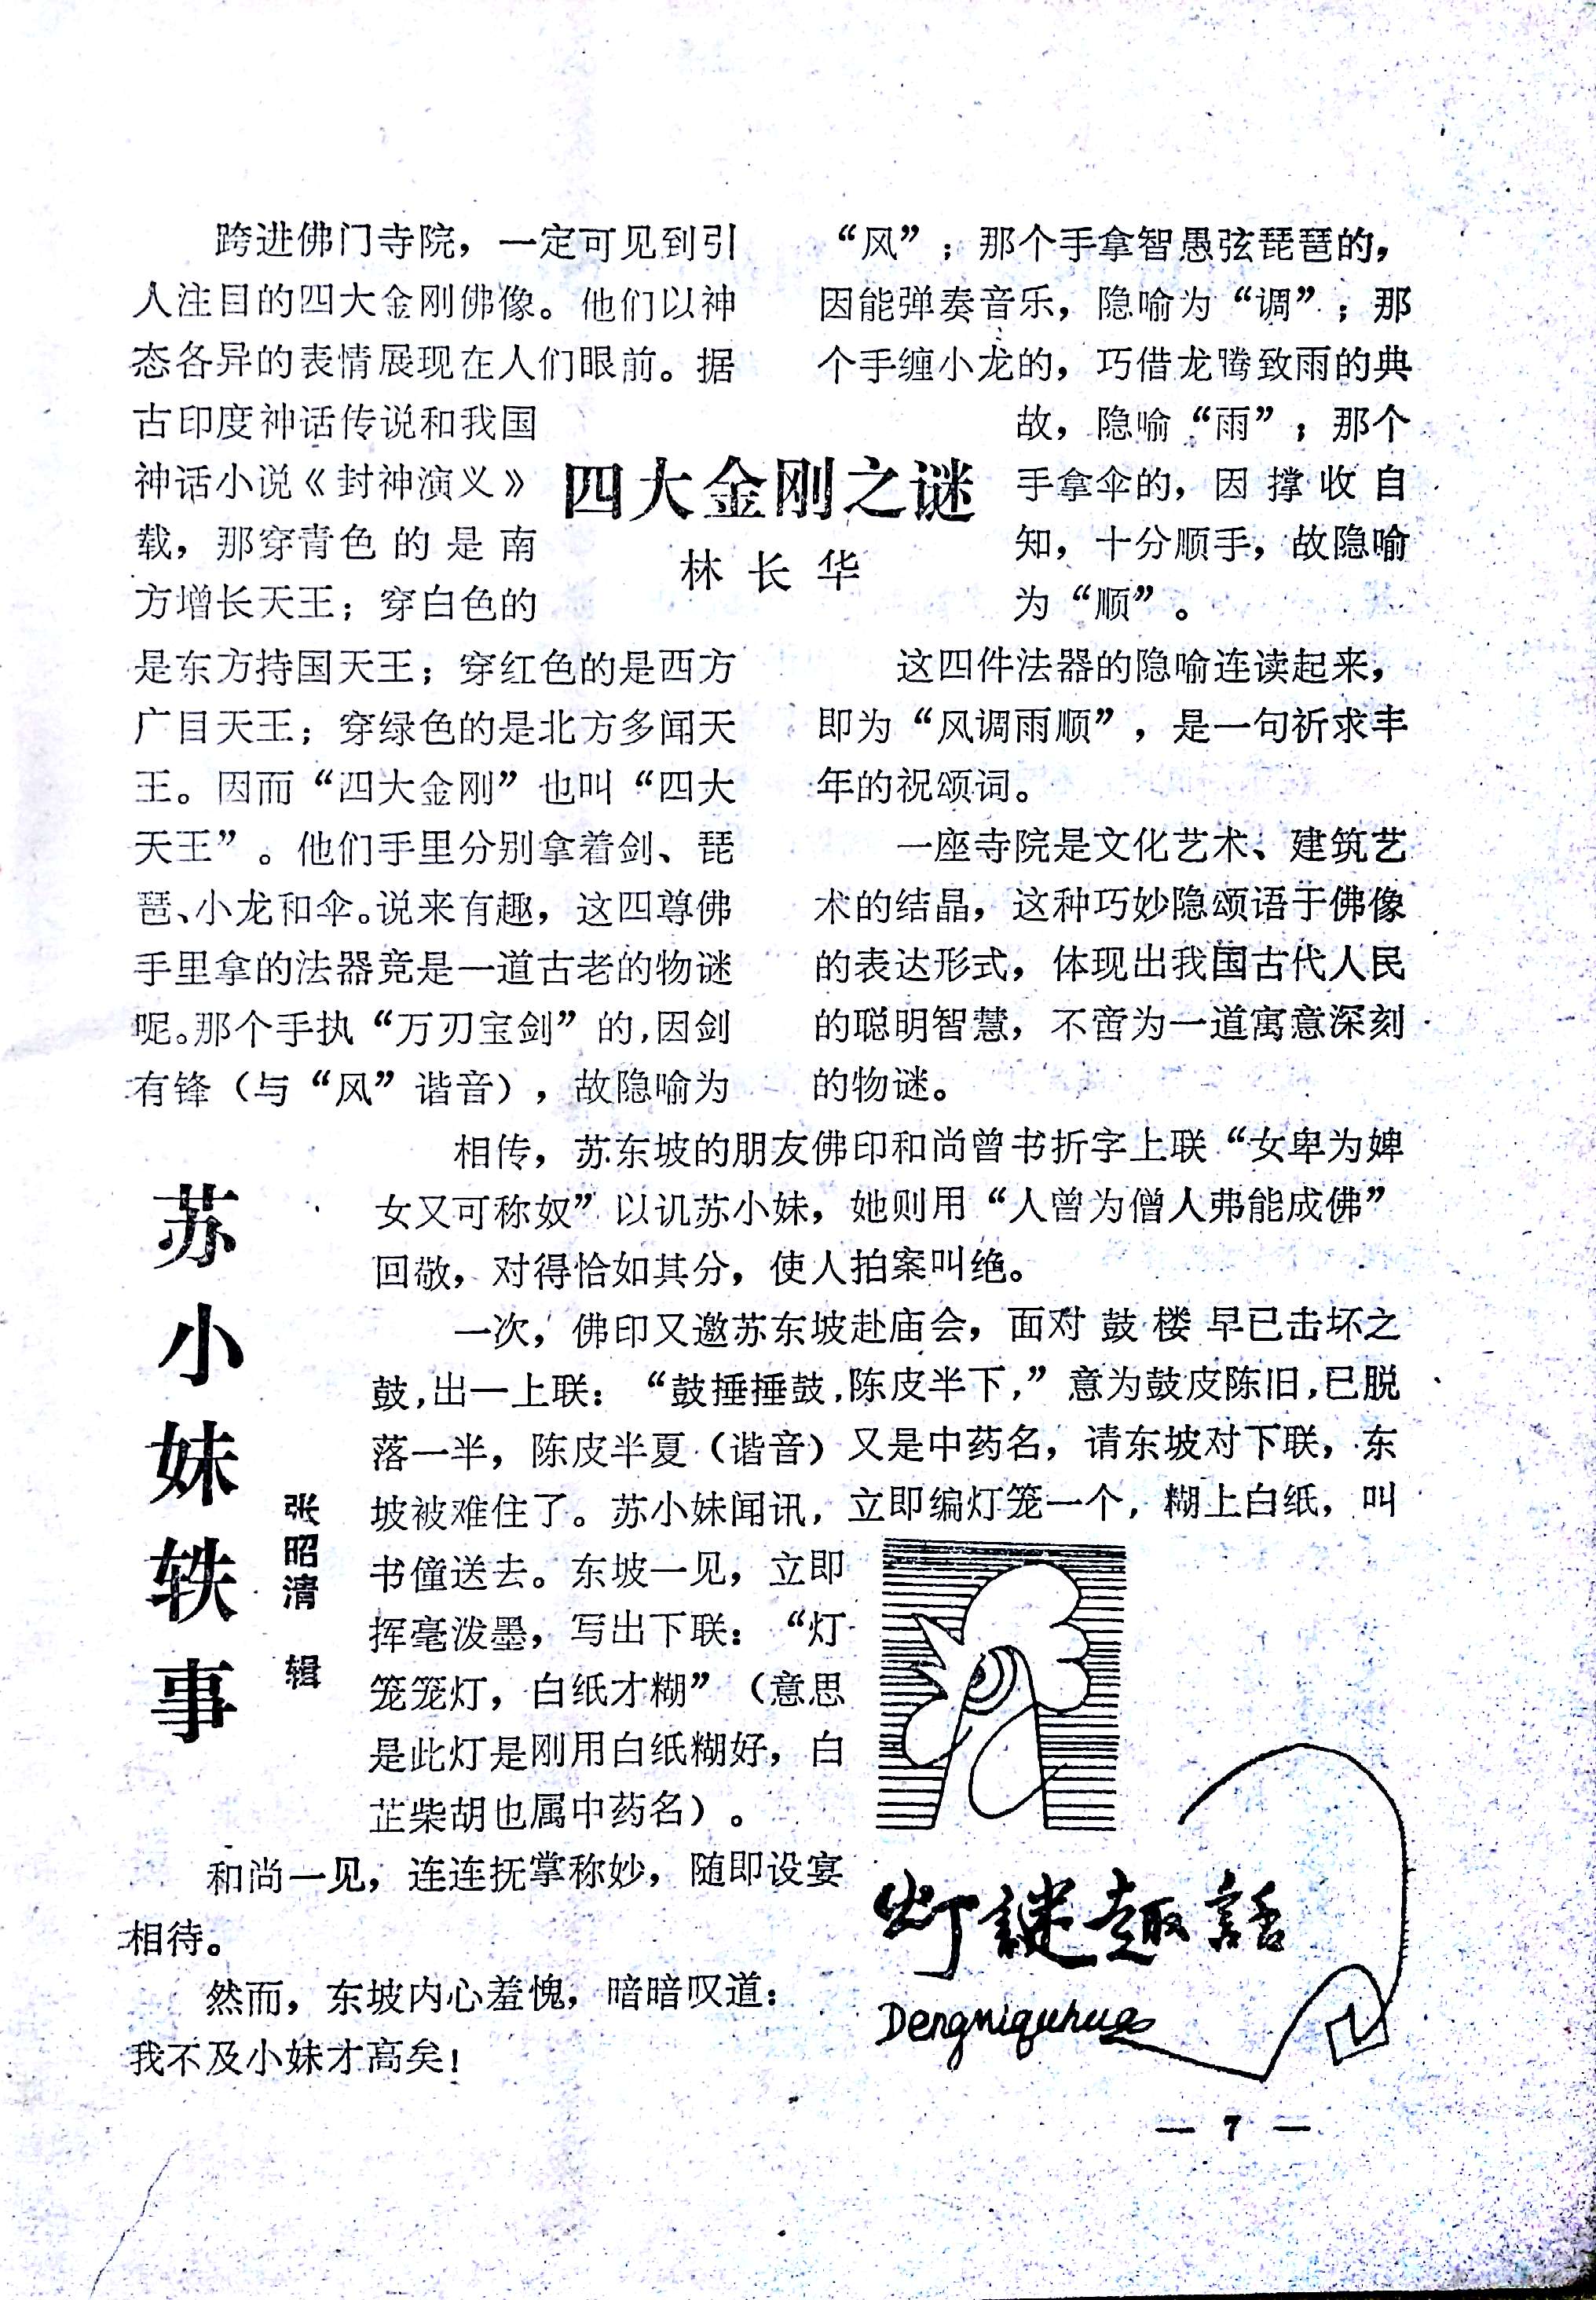 四大金刚之谜
林长华
跨进佛门寺院，一定可见到引
人注目的四大金刚佛像。他们以神
态各异的表情展现在人们眼前。据
古印度神话传说和我国
神话小说《封神演义》
载，那穿青色的是南
方增长天王；穿白色的
是东方持国天王；穿红色的是西方
广目天王；穿绿色的是北方多闻天
王。因而“四大金刚”也叫“四大
天王”。他们手里分别拿着剑、琵
琶、小龙和伞。说来有趣，这四尊佛
手里拿的法器竞是一道古老的物谜
呢。那个手执“万刃宝剑”的，因剑
有锋（与“风”谐音），故隐喻为
“风”；那个手拿智愚弦琵琶的，
因能弹奏音乐，隐喻为“调”；那
个手缠小龙的，巧借龙腾致雨的典
故，隐喻“雨”；那个
手拿伞的，因撑收自
知，十分顺手，故隐喻
为“顺”。
这四件法器的隐喻连读起来，
即为“风调雨顺”，是一句祈求丰
年的祝颂词。
一座寺院是文化艺术、建筑艺
术的结晶，这种巧妙隐颂语于佛像
的表达形式，体现出我国古代人民
的聪明智慧，不啻为一道寓意深刻
的物谜。
苏小妹轶事
张昭清 辑
相传，苏东坡的朋友佛印和尚曾书折字上联“女卑为婢
女又可称奴”以讥苏小妹，她则用“人曾为僧人弗能成佛”
回敬，对得恰如其分，使人拍案叫绝。
一次，佛印又邀苏东坡赴庙会，面对鼓楼早已击坏之
鼓，出一上联：“鼓捶捶鼓，陈皮半下，”意为鼓皮陈旧，已脱
落一半，陈皮半夏（谐音）又是中药名，请东坡对下联，东
坡被难住了。苏小妹闻讯，立即编灯笼一个，糊上白纸，叫
书僮送去。东坡一见，立即
挥毫泼墨，写出下联：“灯
笼笼灯，白纸才糊”（意思
是此灯是刚用白纸糊好，白
芷柴胡也属中药名）。
和尚一见，连连抚掌称妙，随即设宴
相待。
然而，东坡内心羞愧，暗暗叹道：
我不及小妹才高矣！
灯謎趣話
Dengmiquhua
— 7 —